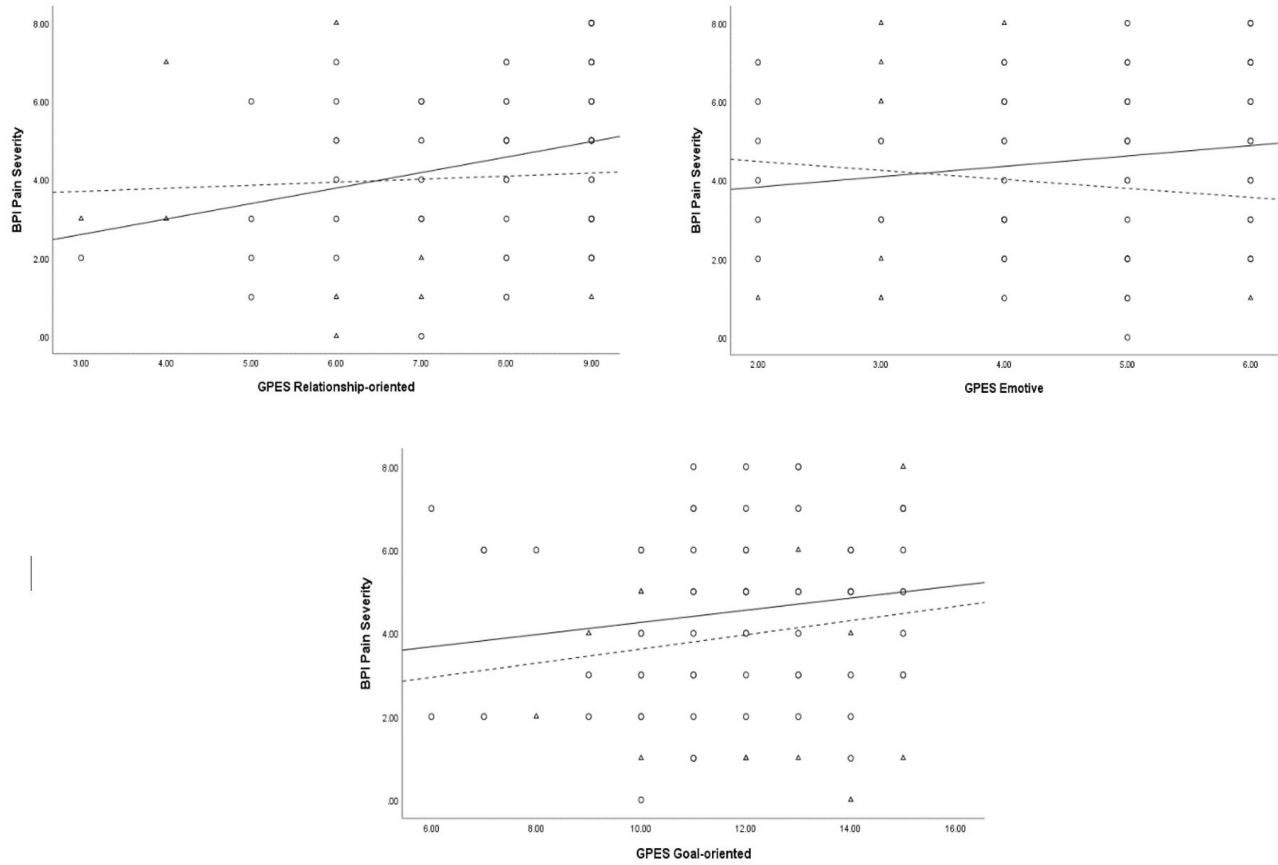 8.00
6.00
4.00
2.00
.00
BPI Pain Severity
3.00 4.00 5.00 6.00 7.00 8.00 9.00
GPES Relationship-oriented
8.00
6.00
4.00
2.00
.00
BPI Pain Severity
2.00 3.00 4.00 5.00 6.00
GPES Emotive
8.00
6.00
4.00
2.00
.00
BPI Pain Severity
6.00 8.00 10.00 12.00 14.00 16.00
GPES Goal-oriented